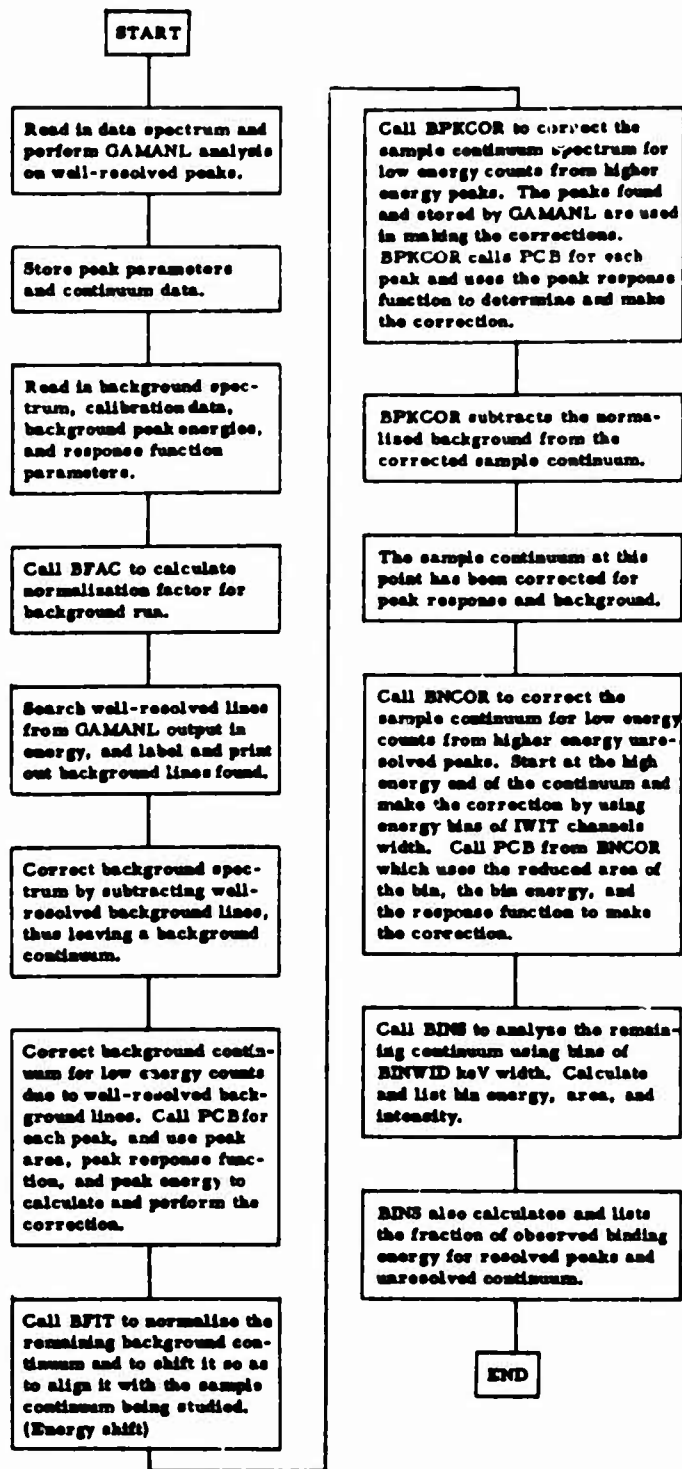 START
Read in data spectrum and
perform GAMANL analysis
on well-resolved peaks.
Store peak parameters
and continuum data.
Read in background spec-
trum, calibration data,
background peak energies,
and response function
parameters.
Call BFAC to calculate
normalization factor for
background run.
Search well-resolved lines
from GAMANL output in
energy, and label and print
out background lines found.
Correct background spec-
trum by subtracting well-
resolved background lines,
thus leaving a background
continuum.
Correct background contin-
uum for low energy counts
due to well-resolved back-
ground lines. Call PCB for
each peak, and use peak
area, peak response func-
tion, and peak energy to
calculate and perform the
correction.
Call BFIT to normalize the
remaining background con-
tinuum and to shift it so as
to align it with the sample
continuum being studied.
(Energy shift)
Call BPKCOR to correct the
sample continuum spectrum for
low energy counts from higher
energy peaks. The peaks found
and stored by GAMANL are used
in making the corrections.
BPKCOR calls PCB for each
peak and uses the peak response
function to determine and make
the correction.
BPKCOR subtracts the norma-
lized background from the
corrected sample continuum.
The sample continuum at this
point has been corrected for
peak response and background.
Call BNCOR to correct the
sample continuum for low energy
counts from higher energy unre-
solved peaks. Start at the high
energy end of the continuum and
make the correction by using
energy bins of IWIT channels
width. Call PCB from BNCOR
which uses the reduced area of
the bin, the bin energy, and
the response function to make
the correction.
Call BINS to analyze the remain-
ing continuum using bins of
BINWID keV width. Calculate
and list bin energy, area, and
intensity.
BINS also calculates and lists
the fraction of observed binding
energy for resolved peaks and
unresolved continuum.
END